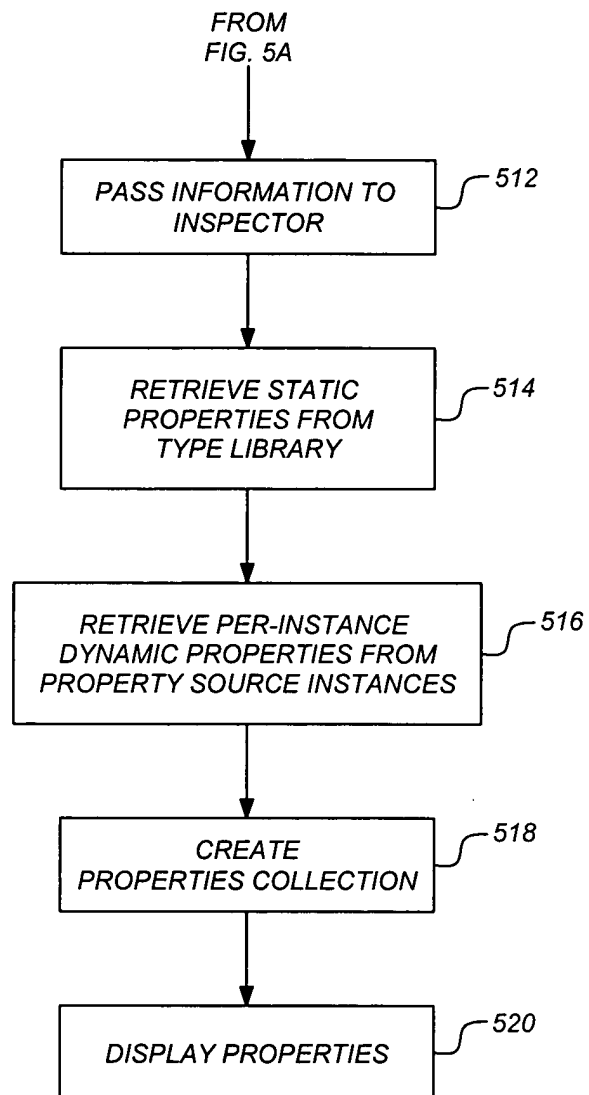 FROM
FIG. 5A
PASS INFORMATION TO
INSPECTOR
512
RETRIEVE STATIC
PROPERTIES FROM
TYPE LIBRARY
514
RETRIEVE PER-INSTANCE
DYNAMIC PROPERTIES FROM
PROPERTY SOURCE INSTANCES
516
CREATE
PROPERTIES COLLECTION
518
DISPLAY PROPERTIES
520